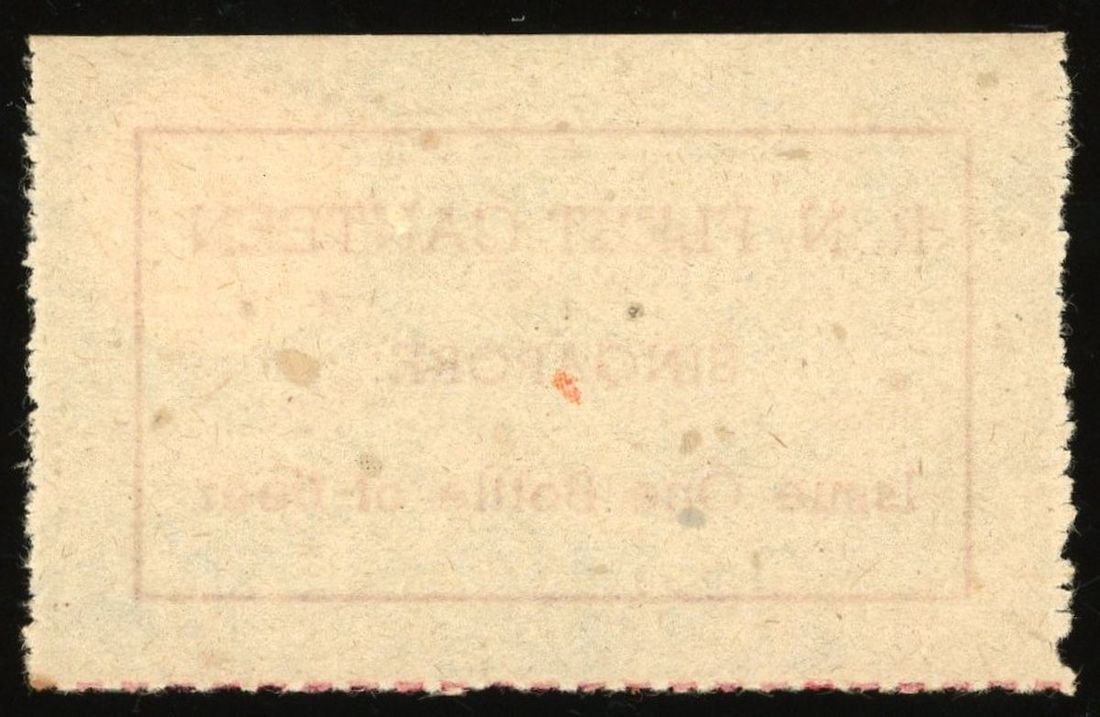 R.N. FLEET CANTEEN
SINGAPORE
Issue One Bottle of Beer